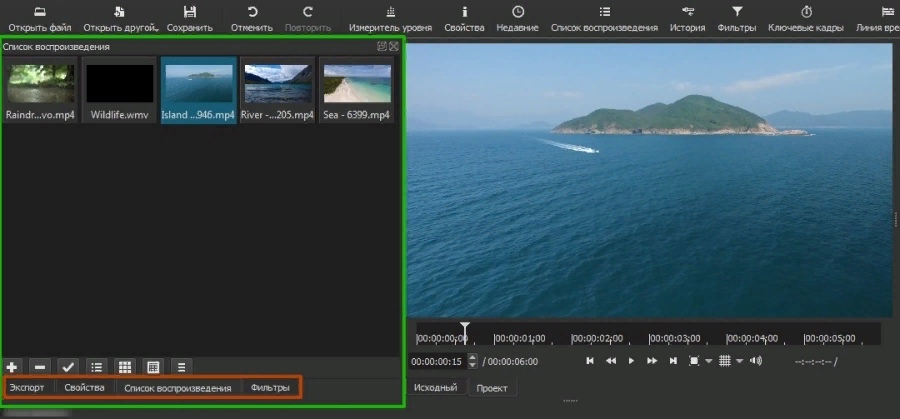 Открыть файл Открыть другой.. Сохранить Отменить Повторить Измеритель уровня Свойства Недавние Список воспроизведения История Фильтры Ключевые кадры Линия вре
Список воспроизведения
Raindr...vo.mp4 Wildlife.wmv Island ...946.mp4 River -...205.mp4 Sea - 6399.mp4
00:00:00:00 00:00:01:00 00:00:02:00 00:00:03:00 00:00:04:00 00:00:05:00
00:00:00:15 / 00:00:06:00 --:--:--:-- /
Экспорт Свойства Список воспроизведения Фильтры Исходный Проект